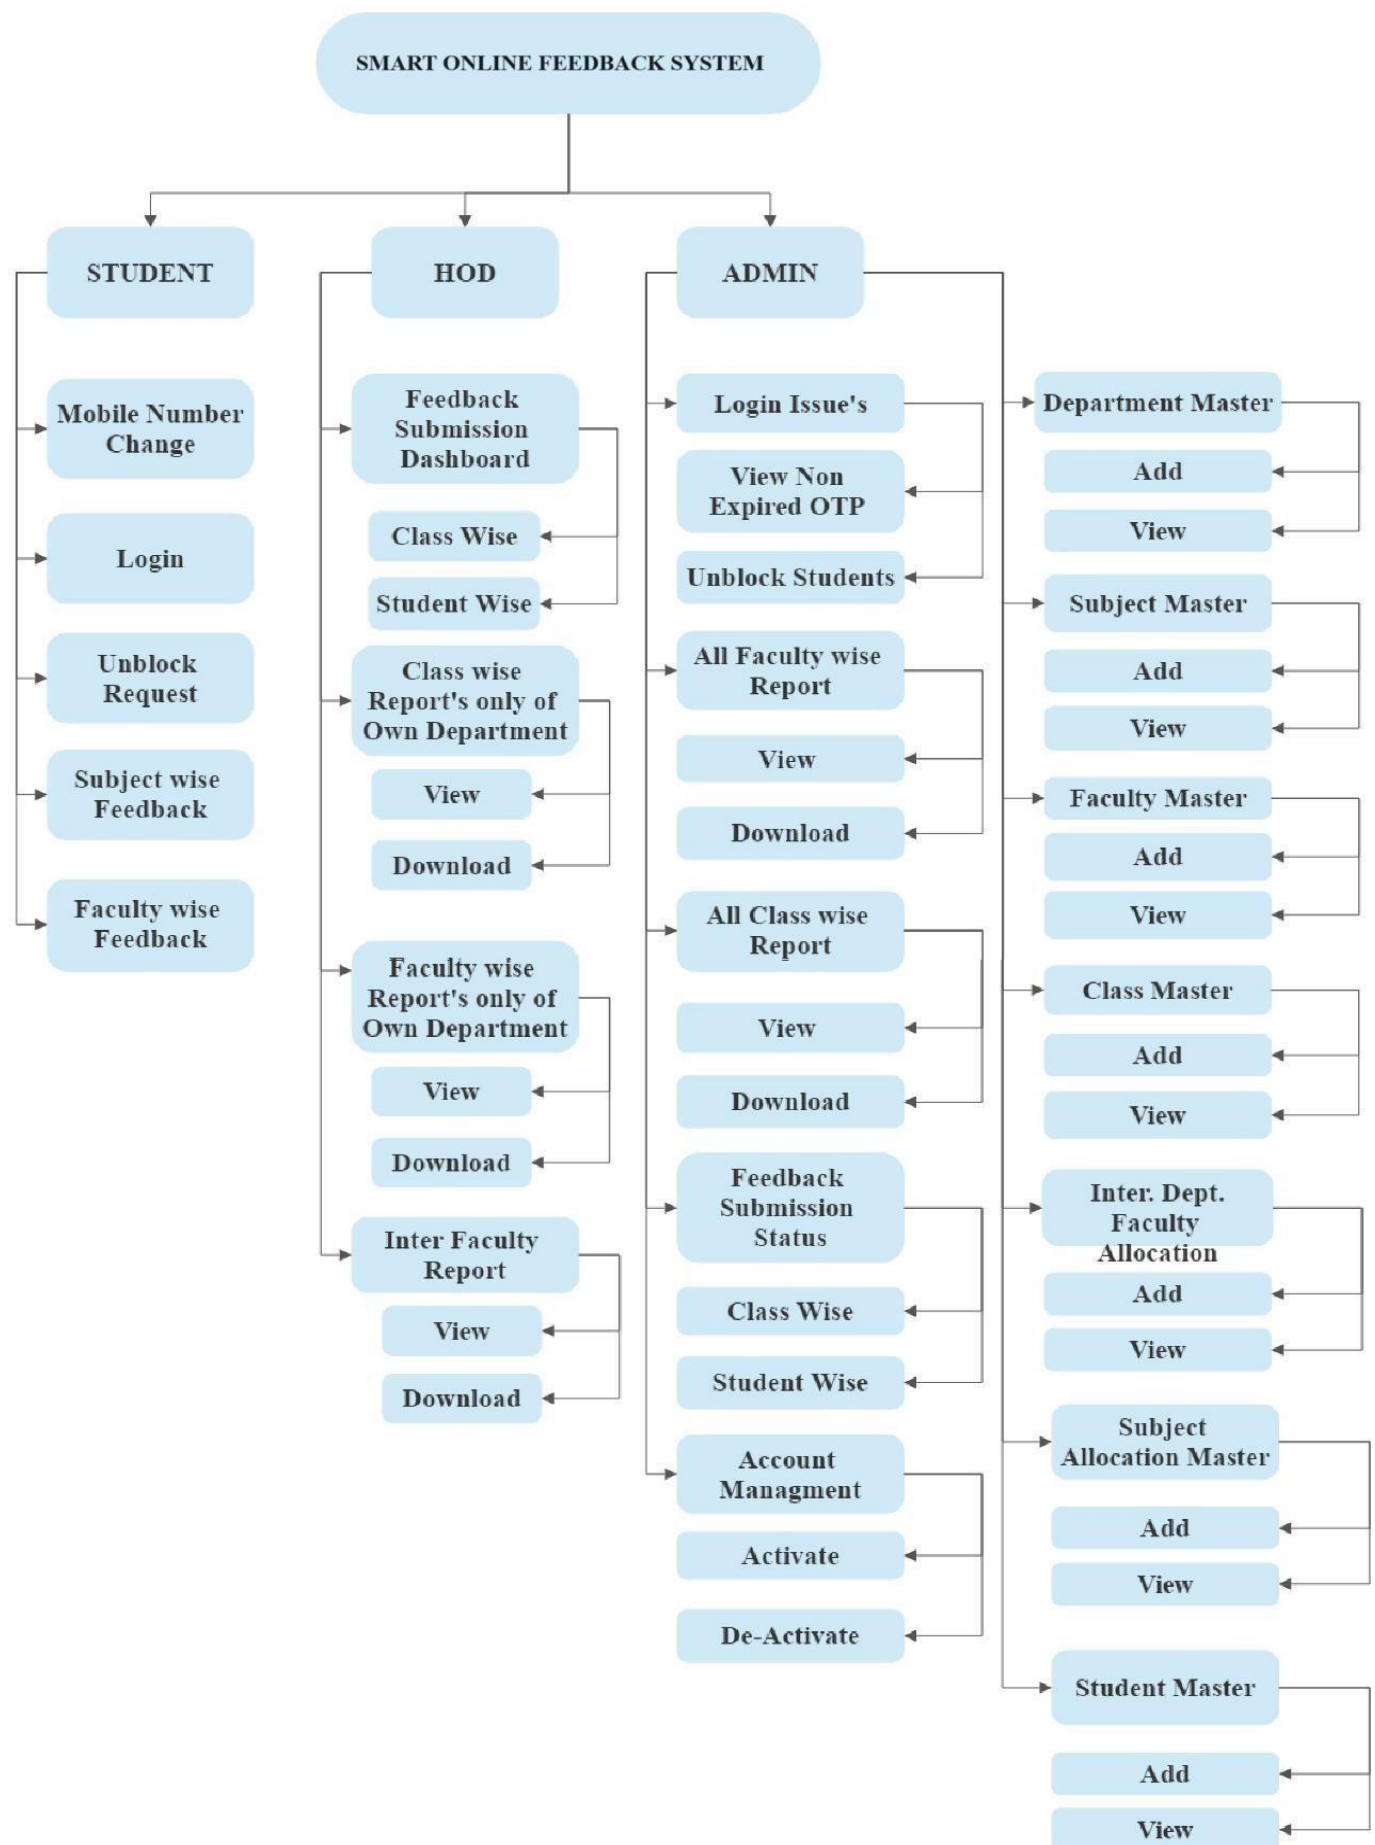 SMART ONLINE FEEDBACK SYSTEM
STUDENT
Mobile Number
Change
Login
Unblock
Request
Subject wise
Feedback
Faculty wise
Feedback
HOD
Feedback
Submission
Dashboard
Class Wise
Student Wise
Class wise
Report's only of
Own Department
View
Download
Faculty wise
Report's only of
Own Department
View
Download
Inter Faculty
Report
View
Download
ADMIN
Login Issue's
View Non
Expired OTP
Unblock Students
All Faculty wise
Report
View
Download
All Class wise
Report
View
Download
Feedback
Submission
Status
Class Wise
Student Wise
Account
Managment
Activate
De-Activate
Department Master
Add
View
Subject Master
Add
View
Faculty Master
Add
View
Class Master
Add
View
Inter. Dept.
Faculty
Allocation
Add
View
Subject
Allocation Master
Add
View
Student Master
Add
View